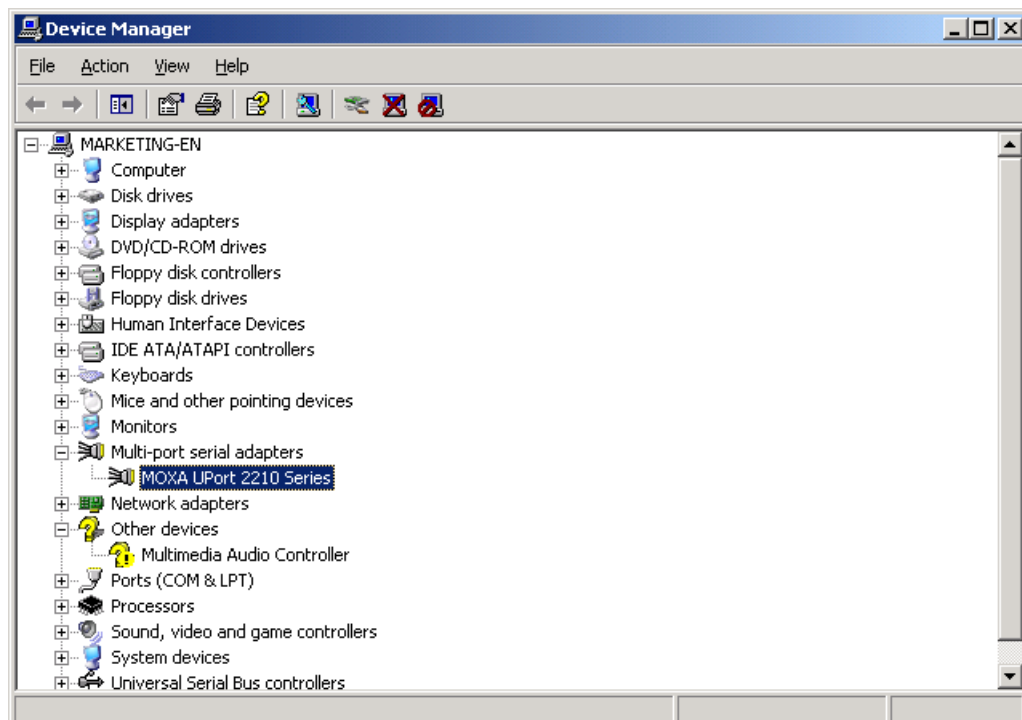 Device Manager
File Action View Help
MARKETING-EN
Computer
Disk drives
Display adapters
DVD/CD-ROM drives
Floppy disk controllers
Floppy disk drives
Human Interface Devices
IDE ATA/ATAPI controllers
Keyboards
Mice and other pointing devices
Monitors
Multi-port serial adapters
MOXA UPort 2210 Series
Network adapters
Other devices
Multimedia Audio Controller
Ports (COM & LPT)
Processors
Sound, video and game controllers
System devices
Universal Serial Bus controllers